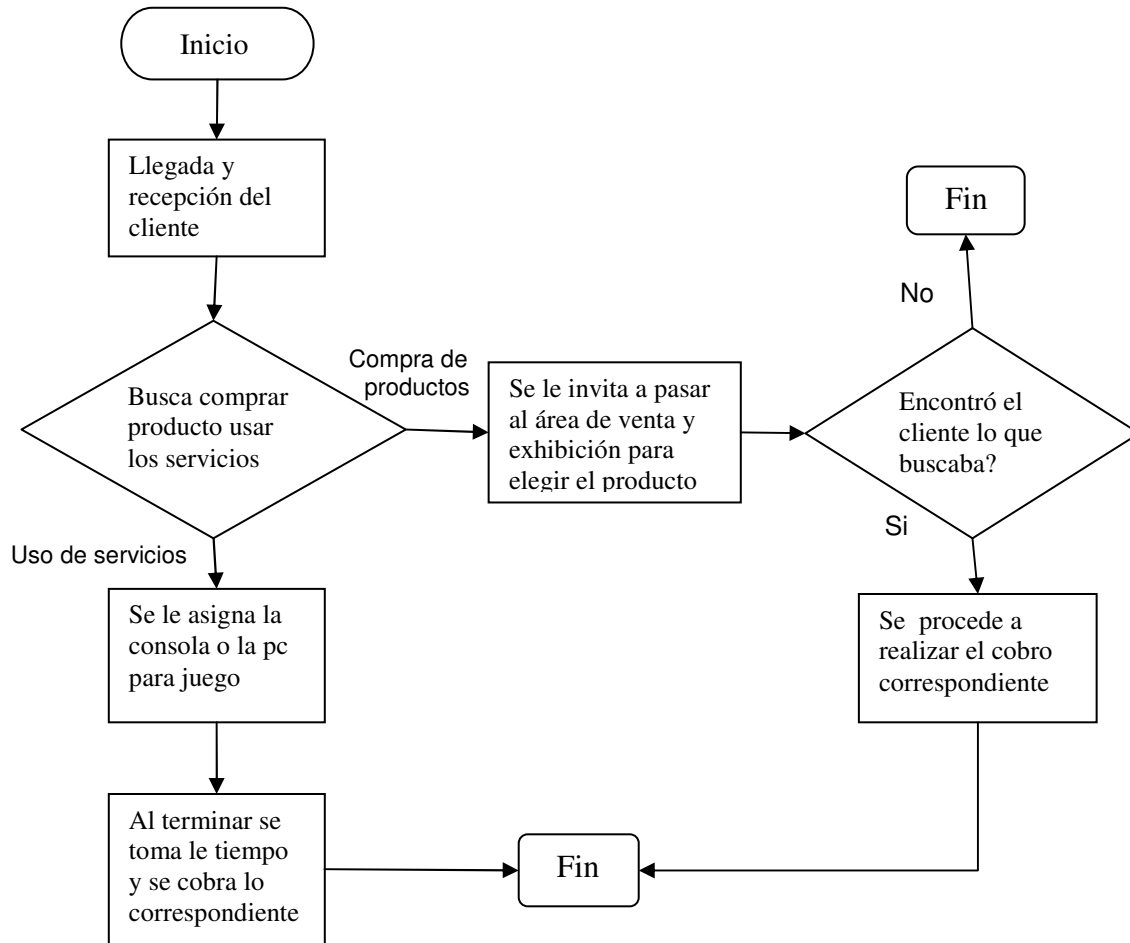 Inicio
Llegada y
recepción del
cliente
Busca comprar
producto usar
los servicios
Compra de
productos
Se le invita a pasar
al área de venta y
exhibición para
elegir el producto
Encontró el
cliente lo que
buscaba?
No
Fin
Si
Se procede a
realizar el cobro
correspondiente
Uso de servicios
Se le asigna la
consola o la pc
para juego
Al terminar se
toma le tiempo
y se cobra lo
correspondiente
Fin